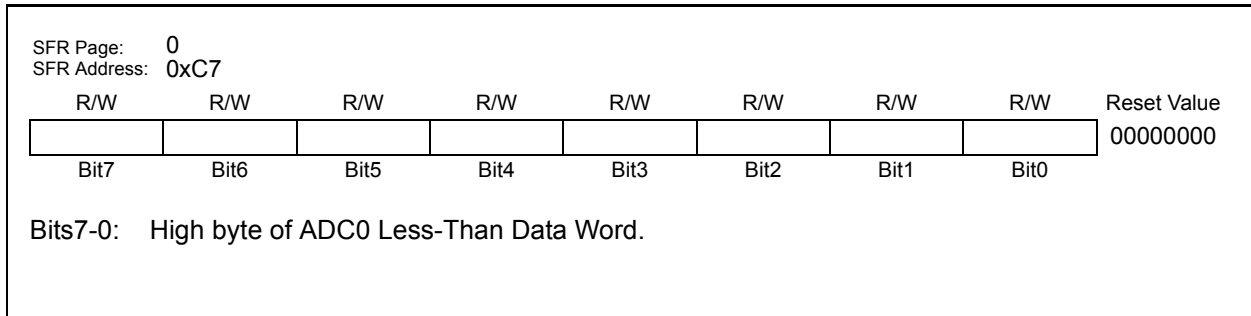 SFR Page: 0
SFR Address: 0xC7
R/W R/W R/W R/W R/W R/W R/W R/W Reset Value
00000000
Bit7 Bit6 Bit5 Bit4 Bit3 Bit2 Bit1 Bit0
Bits7-0: High byte of ADC0 Less-Than Data Word.